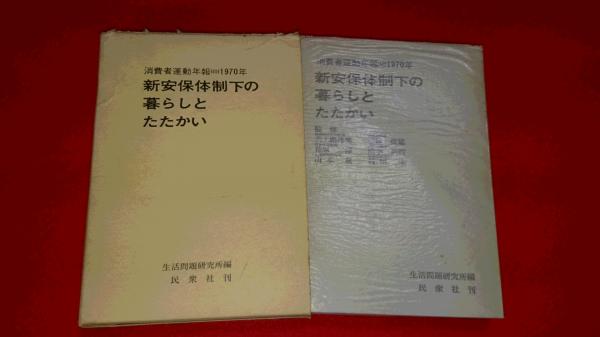 消費者運動年報 1970年
新安保体制下の
暮らしと
たたかい
生活問題研究所編
民衆社刊
消費者運動年報 1970年
新安保体制下の
暮らしと
たたかい
監修
生活問題研究所編
民衆社刊